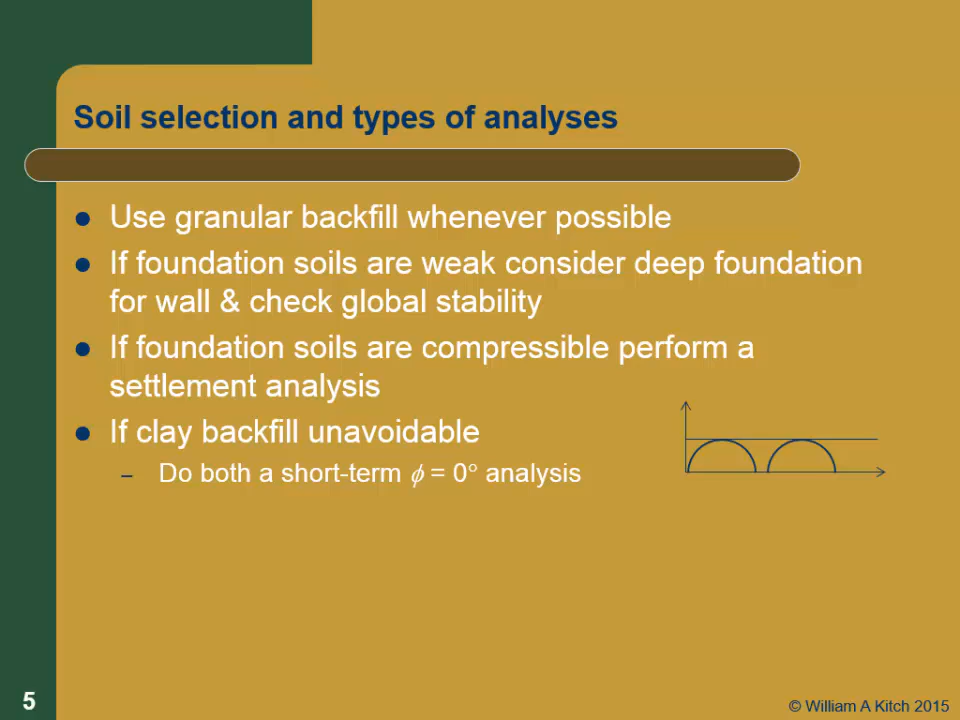 Soil selection and types of analyses
● Use granular backfill whenever possible
● If foundation soils are weak consider deep foundation
for wall & check global stability
● If foundation soils are compressible perform a
settlement analysis
● If clay backfill unavoidable
– Do both a short-term ϕ = 0° analysis
5
© William A Kitch 2015